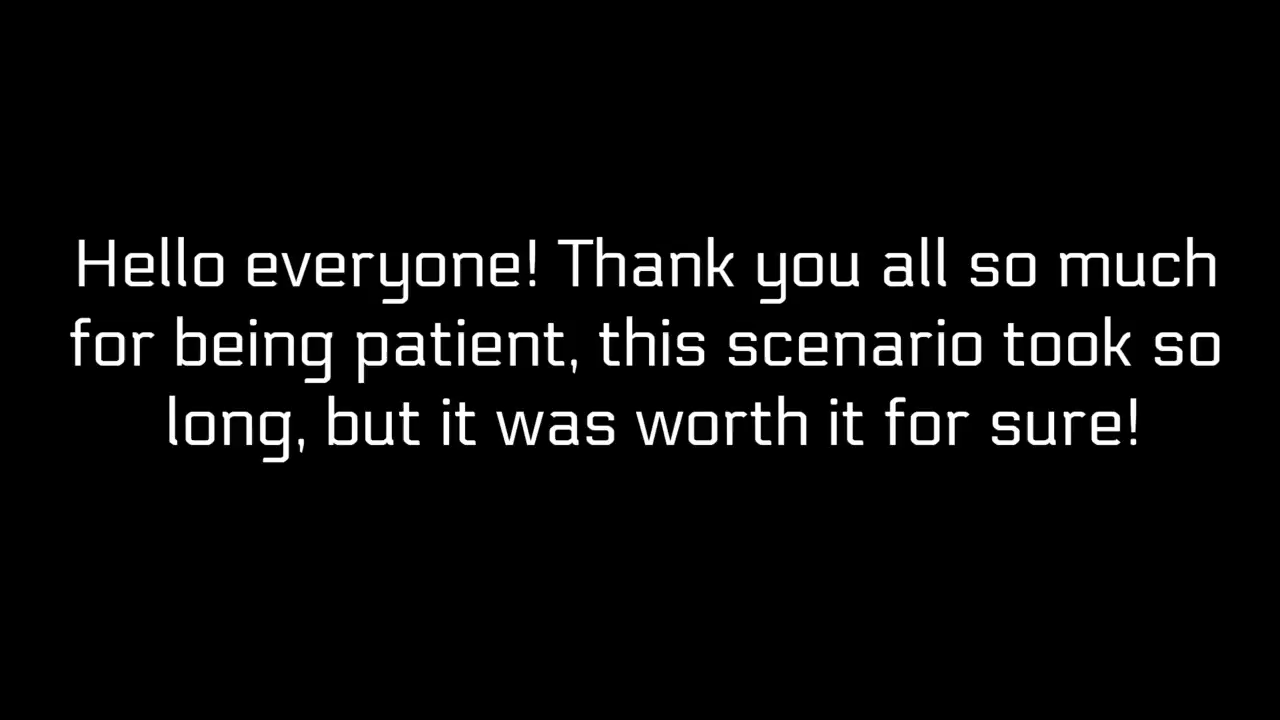 Hello everyone! Thank you all so much
for being patient, this scenario took so
long, but it was worth it for sure!